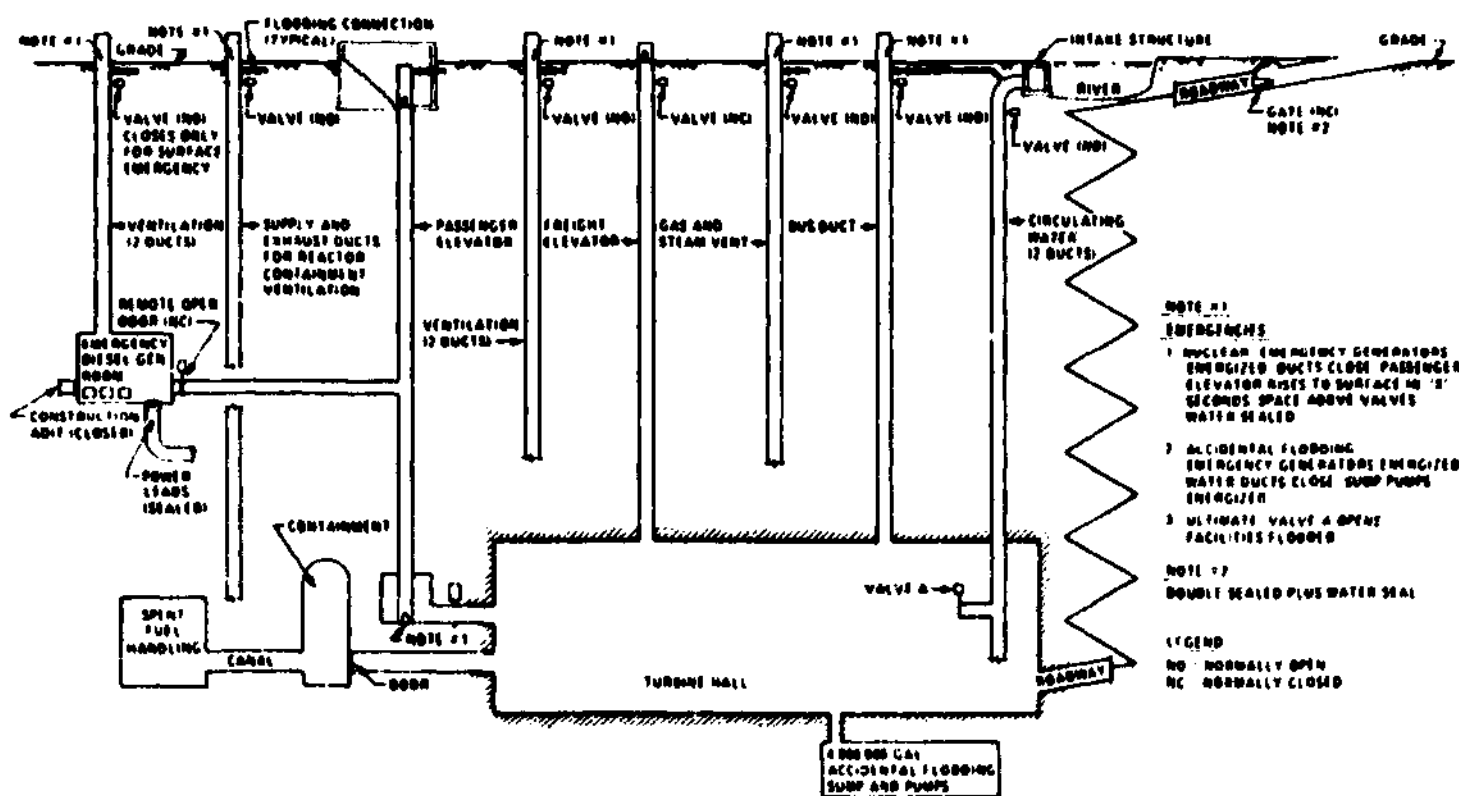 NOTE #1
NOTE #1
FLOODING CONNECTION
(TYPICAL)
GRADE
NOTE #1
NOTE #1
NOTE #1
INTAKE STRUCTURE
GRADE
RIVER
ROADWAY
GATE (NC)
NOTE #2
VALVE (NO)
CLOSES ONLY
FOR SURFACE
EMERGENCY
VALVE (NO)
VALVE (NO)
VALVE (NC)
VALVE (NO)
VALVE (NO)
VALVE (NO)
VENTILATION
(2 DUCTS)
SUPPLY AND
EXHAUST DUCTS
FOR REACTOR
CONTAINMENT
VENTILATION
PASSENGER
ELEVATOR
FREIGHT
ELEVATOR
GAS AND
STEAM VENT
BUS DUCT
CIRCULATING
WATER
(2 DUCTS)
REMOTE OPEN
DOOR (NC)
VENTILATION
(2 DUCTS)
EMERGENCY
DIESEL GEN
ROOM
CONSTRUCTION
ADIT (CLOSED)
POWER
LEADS
(SEALED)
CONTAINMENT
SPENT
FUEL
HANDLING
CANAL
DOOR
NOTE #1
VALVE A
TURBINE HALL
ROADWAY
GAL
ACCIDENTAL FLOODING
SUMP AND PUMPS
NOTE #1
EMERGENCIES
1 NUCLEAR EMERGENCY GENERATORS
ENERGIZED DUCTS CLOSE PASSENGER
ELEVATOR RISES TO SURFACE IN
SECONDS SPACE ABOVE VALVES
WATER SEALED
2 ACCIDENTAL FLOODING
EMERGENCY GENERATORS ENERGIZED
WATER DUCTS CLOSE SUMP PUMPS
ENERGIZED
3 ULTIMATE VALVE A OPENS
FACILITIES FLOODED
NOTE #2
DOUBLE SEALED PLUS WATER SEAL
LEGEND
NO NORMALLY OPEN
NC NORMALLY CLOSED